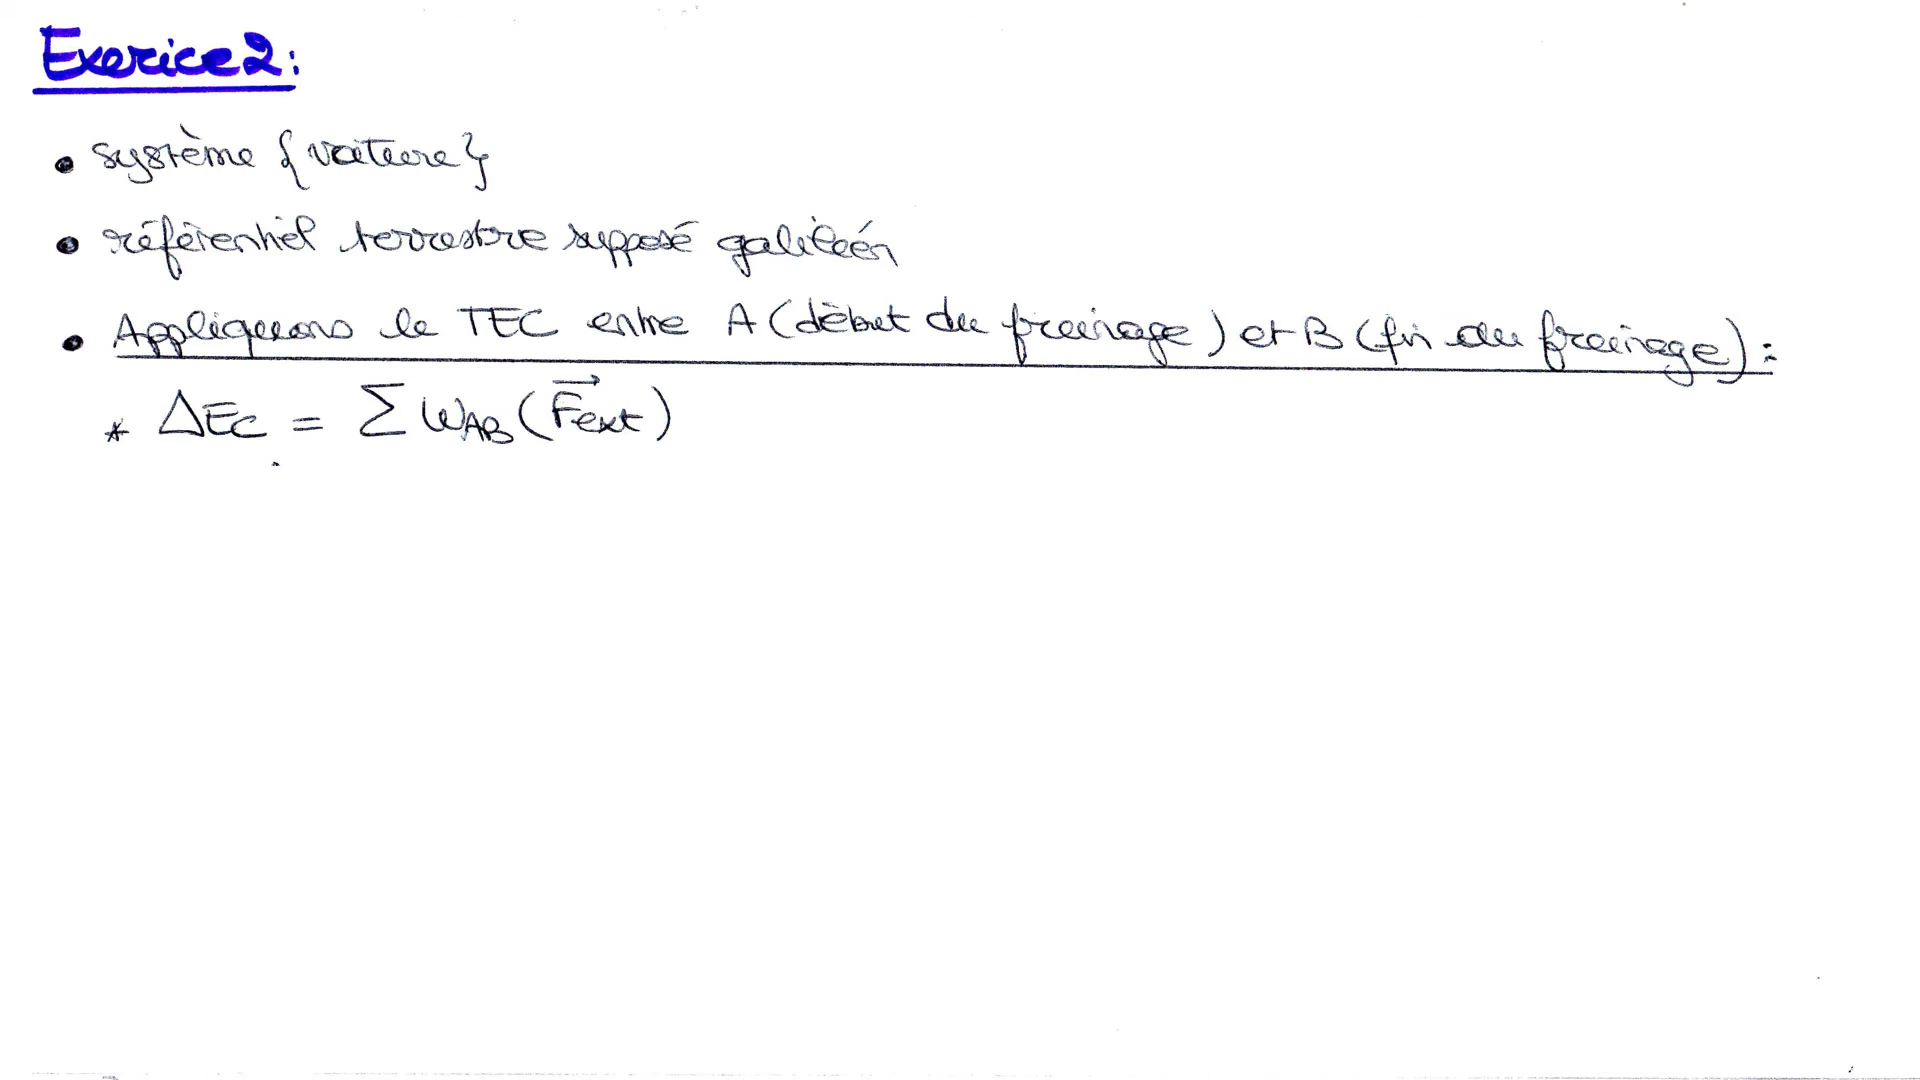 Exerice 2:
• système {voiture}
• référentiel terrestre supposé galiléen
• Appliquons le TEC entre A (début du freinage) et B (fin du freinage) :
* ΔEc = Σ WAB (F⃗ext)